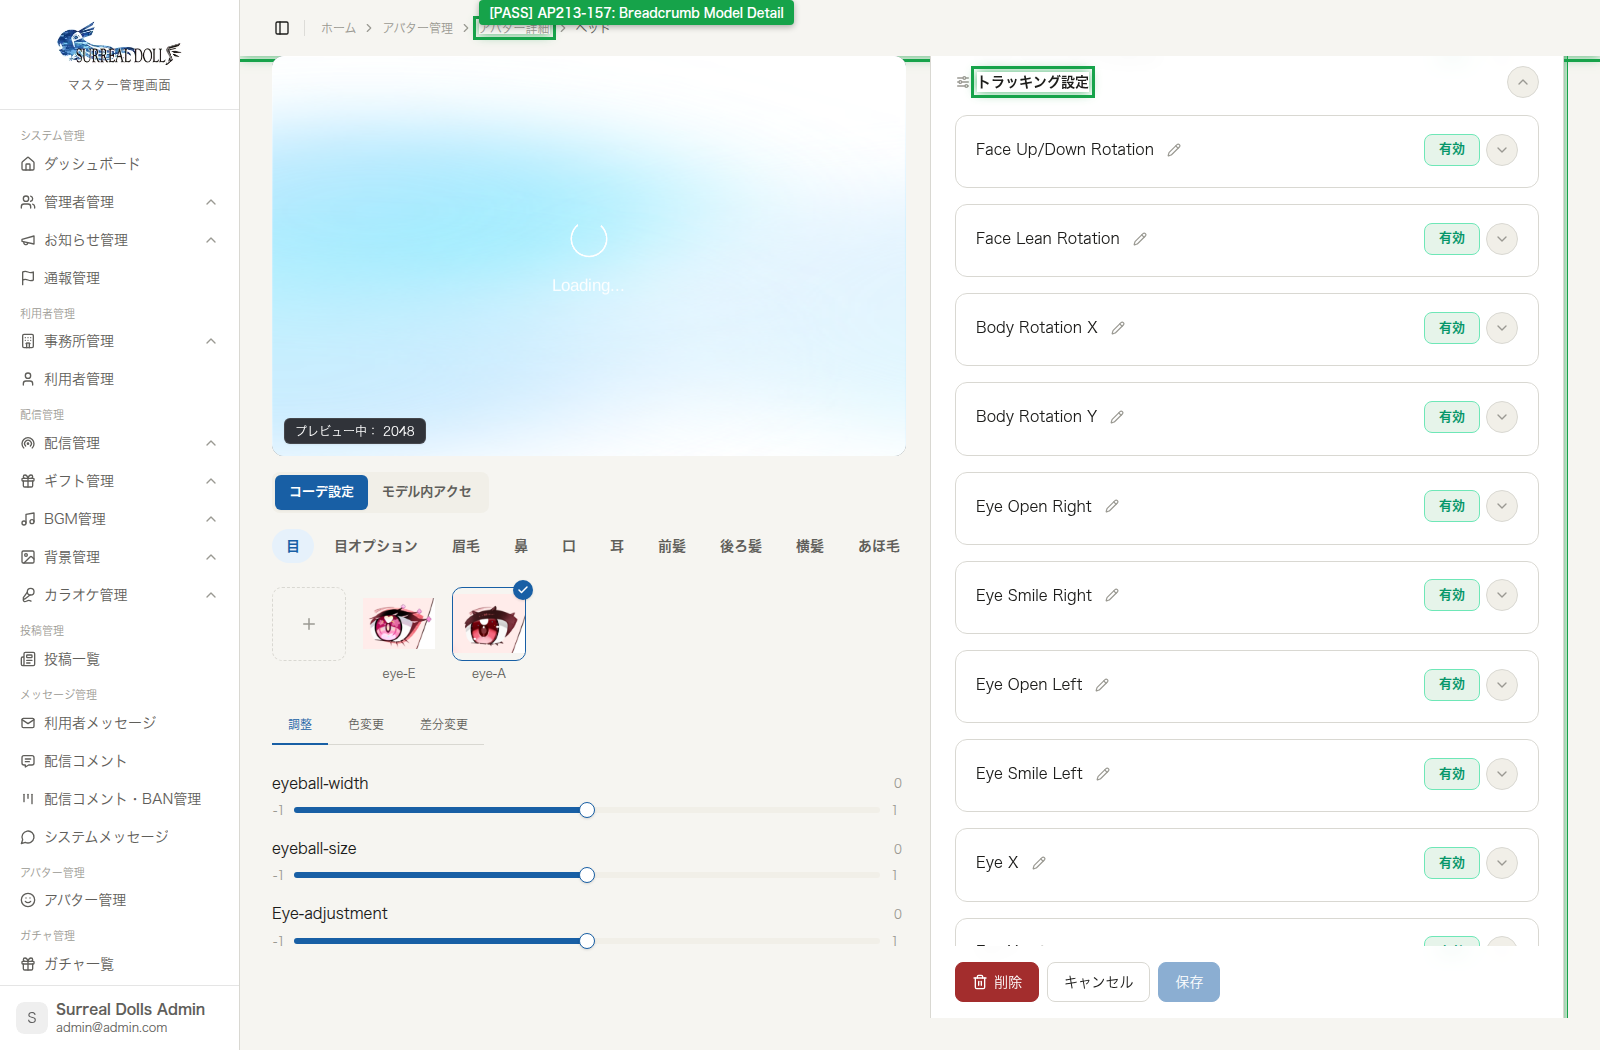 SURREAL DOLL
マスター管理画面
システム管理
ダッシュボード
管理者管理
お知らせ管理
通報管理
利用者管理
事務所管理
利用者管理
配信管理
配信管理
ギフト管理
BGM管理
背景管理
カラオケ管理
投稿管理
投稿一覧
メッセージ管理
利用者メッセージ
配信コメント
配信コメント・BAN管理
システムメッセージ
アバター管理
アバター管理
ガチャ管理
ガチャ一覧
S
Surreal Dolls Admin
admin@admin.com
[PASS] AP213-157: Breadcrumb Model Detail
ホーム
アバター管理
アバター詳細
ヘッド
Loading...
プレビュー中： 2048
コーデ設定
モデル内アクセ
目
目オプション
眉毛
鼻
口
耳
前髪
後ろ髪
横髪
あほ毛
eye-E
eye-A
調整
色変更
差分変更
eyeball-width
0
-1
1
eyeball-size
0
-1
1
Eye-adjustment
0
-1
1
トラッキング設定
Face Up/Down Rotation
有効
Face Lean Rotation
有効
Body Rotation X
有効
Body Rotation Y
有効
Eye Open Right
有効
Eye Smile Right
有効
Eye Open Left
有効
Eye Smile Left
有効
Eye X
有効
削除
キャンセル
保存